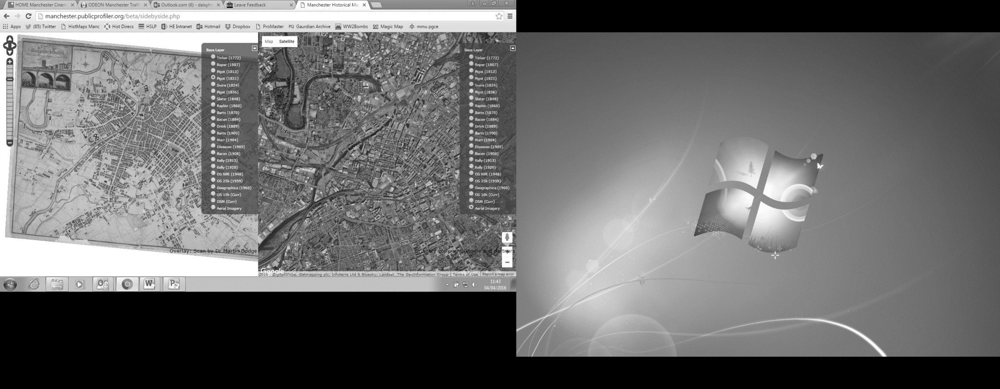 HOME Manchester Cinem
ODEON Manchester Traff
Outlook.com (6) - daisyho
Leave Feedback
Manchester Historical Ma
manchester.publicprofiler.org/beta/sidebyside.php
Apps
(85) Twitter
HistMaps Manc
Hist Direcs
HSLP
HE Intranet
Hotmail
Dropbox
ProMaster
PQ Gaurdian Archive
WW2Bombs
Magic Map
mmu pgce
Manchester & Salford
Base Layer
Tinker (1772)
Roper (1807)
Pigot (1813)
Pigot (1821)
Swire (1824)
Pigot (1836)
Slater (1848)
Rapkin (1860)
Barts (1870)
Bacon (1884)
Drink (1889)
Barts (1900)
Marr (1904)
Diseases (1905)
Bacon (1908)
Kelly (1913)
Kelly (1920)
OS NPE (1948)
OS 25k (1959)
Geographica (1960)
OS 10k (Curr)
OSM (Curr)
Aerial Imagery
Overlay: Scan by Dr Martin Dodge
Map
Satellite
Base Layer
Tinker (1772)
Roper (1807)
Pigot (1813)
Pigot (1821)
Swire (1824)
Pigot (1836)
Slater (1848)
Rapkin (1860)
Barts (1870)
Bacon (1884)
Drink (1889)
Barts (1900)
Marr (1904)
Diseases (1905)
Bacon (1908)
Kelly (1913)
Kelly (1920)
OS NPE (1948)
OS 25k (1959)
Geographica (1960)
OS 10k (Curr)
OSM (Curr)
Aerial Imagery
Imagery copyright Google and partners
Google
2016 , DigitalGlobe, Getmapping plc, Infoterra Ltd & Bluesky, Landsat, The GeoInformation Group
Terms of Use
Report a map error
11:43
04/04/2016